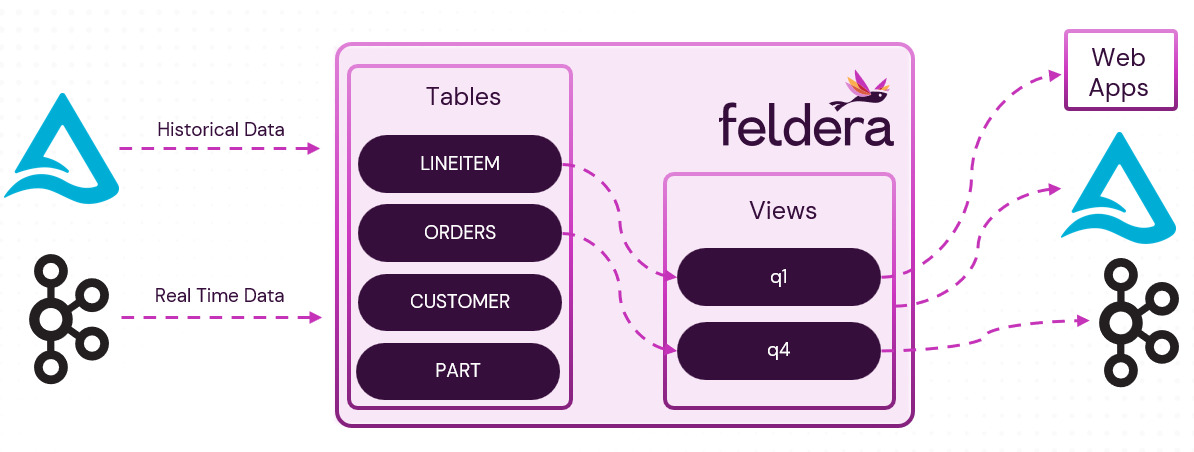 Historical Data
Real Time Data
Tables
LINEITEM
ORDERS
CUSTOMER
PART
feldera
Views
q1
q4
Web
Apps